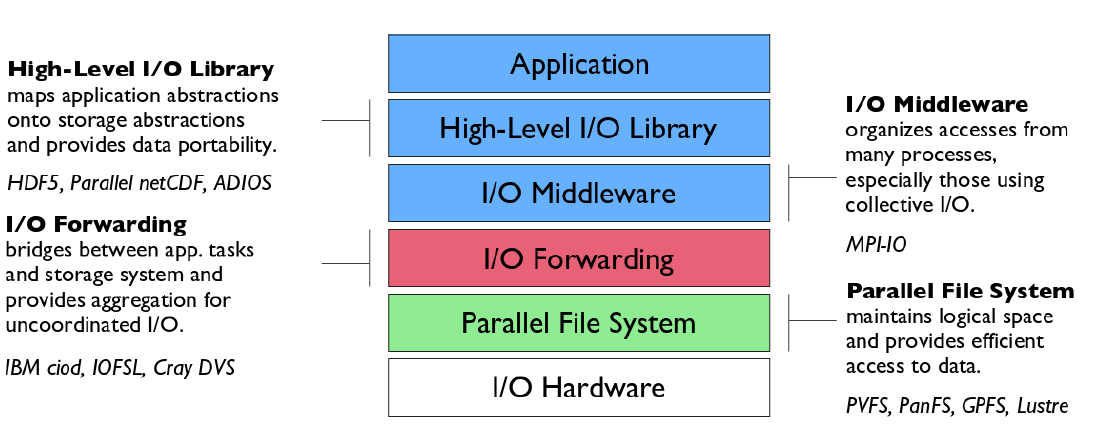 High-Level I/O Library
maps application abstractions
onto storage abstractions
and provides data portability.
HDF5, Parallel netCDF, ADIOS
I/O Forwarding
bridges between app. tasks
and storage system and
provides aggregation for
uncoordinated I/O.
IBM ciod, IOFSL, Cray DVS
Application
High-Level I/O Library
I/O Middleware
I/O Forwarding
Parallel File System
I/O Hardware
I/O Middleware
organizes accesses from
many processes,
especially those using
collective I/O.
MPI-IO
Parallel File System
maintains logical space
and provides efficient
access to data.
PVFS, PanFS, GPFS, Lustre